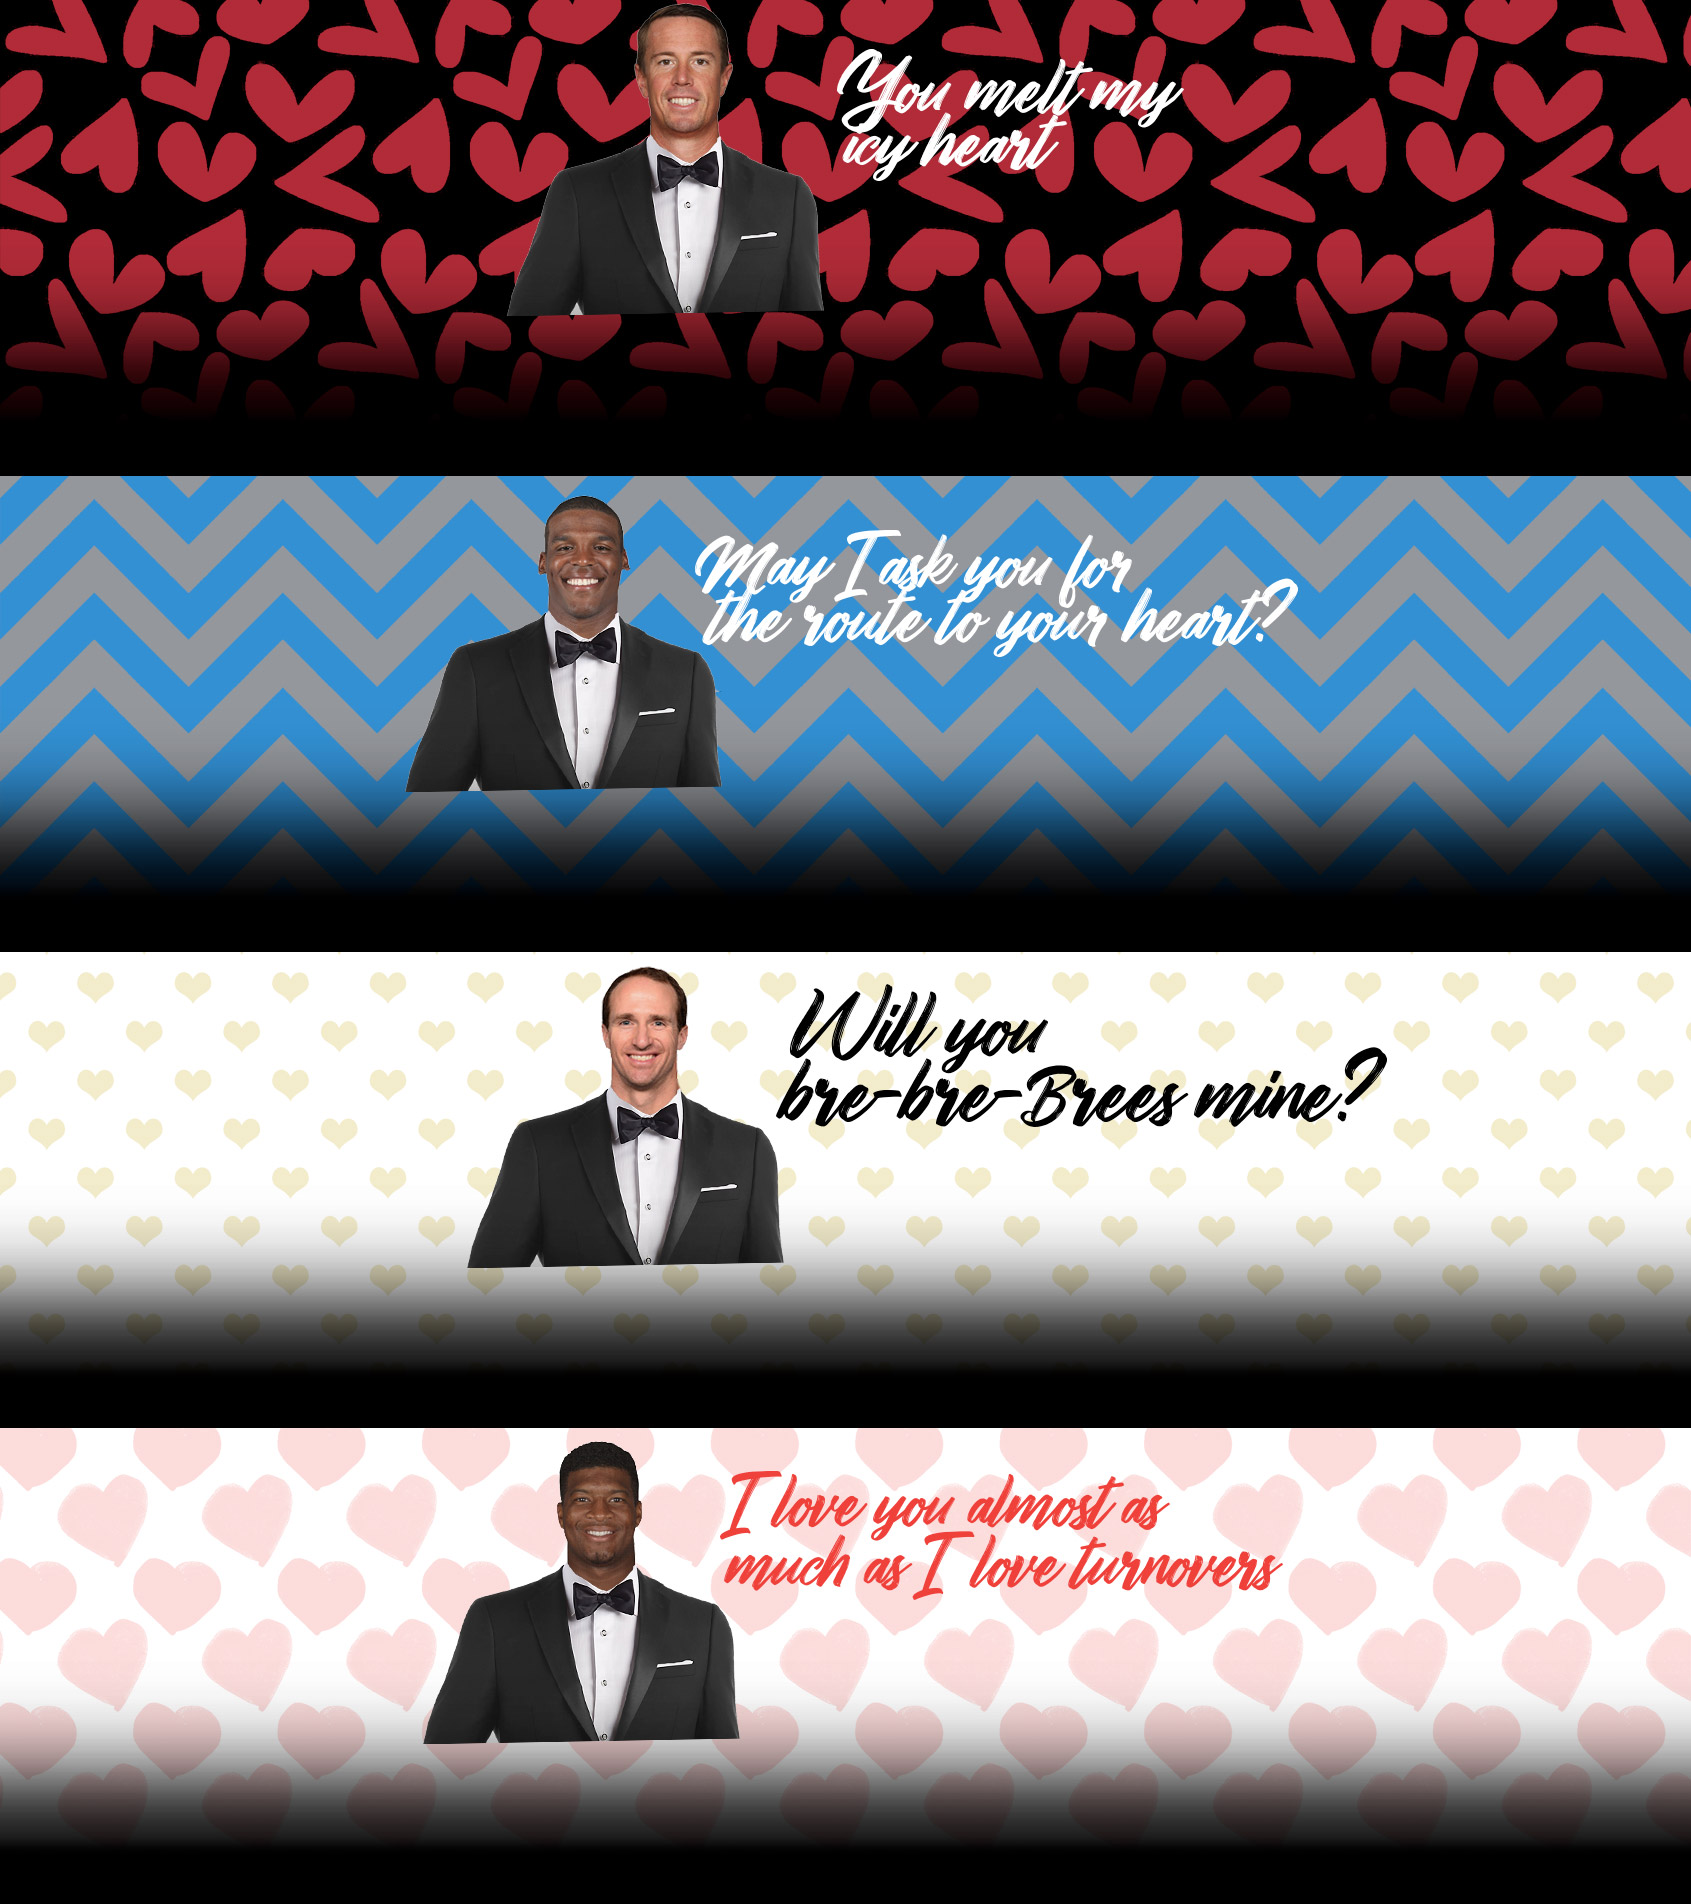 You melt my
icy heart
May I ask you for
the route to your heart?
Will you
bre-bre-Brees mine?
I love you almost as
much as I love turnovers